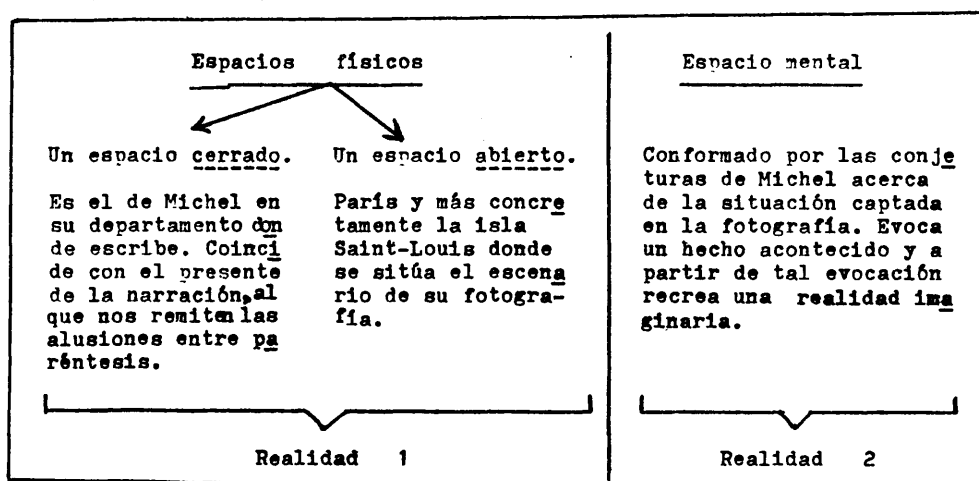 Espacios físicos
Un espacio cerrado.
Es el de Michel en
su departamento don
de escribe. Coinci
de con el presente
de la narración, al
que nos remiten las
alusiones entre pa
réntesis.
Un espacio abierto.
París y más concre
tamente la isla
Saint-Louis donde
se sitúa el escena
rio de su fotogra-
fía.
Realidad 1
Espacio mental
Conformado por las conje
turas de Michel acerca
de la situación captada
en la fotografía. Evoca
un hecho acontecido y a
partir de tal evocación
recrea una realidad ima
ginaria.
Realidad 2